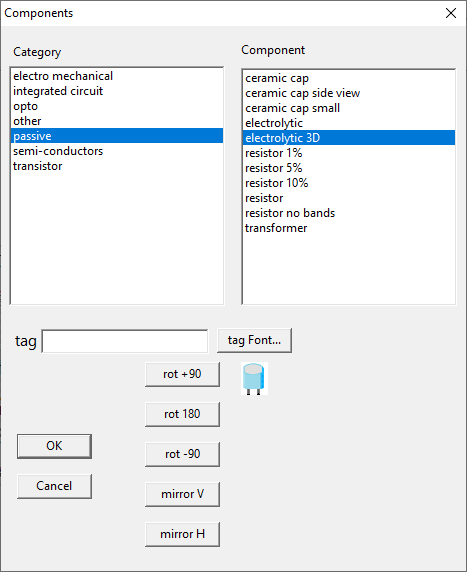 Components
Category
Component
electro mechanical
integrated circuit
opto
other
passive
semi-conductors
transistor
ceramic cap
ceramic cap side view
ceramic cap small
electrolytic
electrolytic 3D
resistor 1%
resistor 5%
resistor 10%
resistor
resistor no bands
transformer
tag
tag Font...
rot +90
rot 180
OK
rot -90
Cancel
mirror V
mirror H